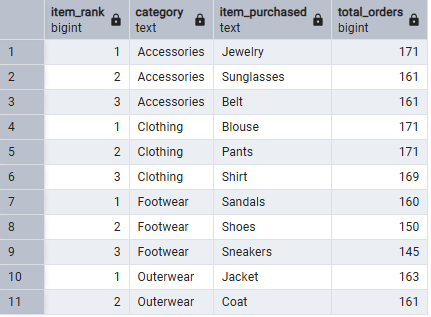 item_rank category item_purchased total_orders
bigint text text bigint
1 1 Accessories Jewelry 171
2 2 Accessories Sunglasses 161
3 3 Accessories Belt 161
4 1 Clothing Blouse 171
5 2 Clothing Pants 171
6 3 Clothing Shirt 169
7 1 Footwear Sandals 160
8 2 Footwear Shoes 150
9 3 Footwear Sneakers 145
10 1 Outerwear Jacket 163
11 2 Outerwear Coat 161